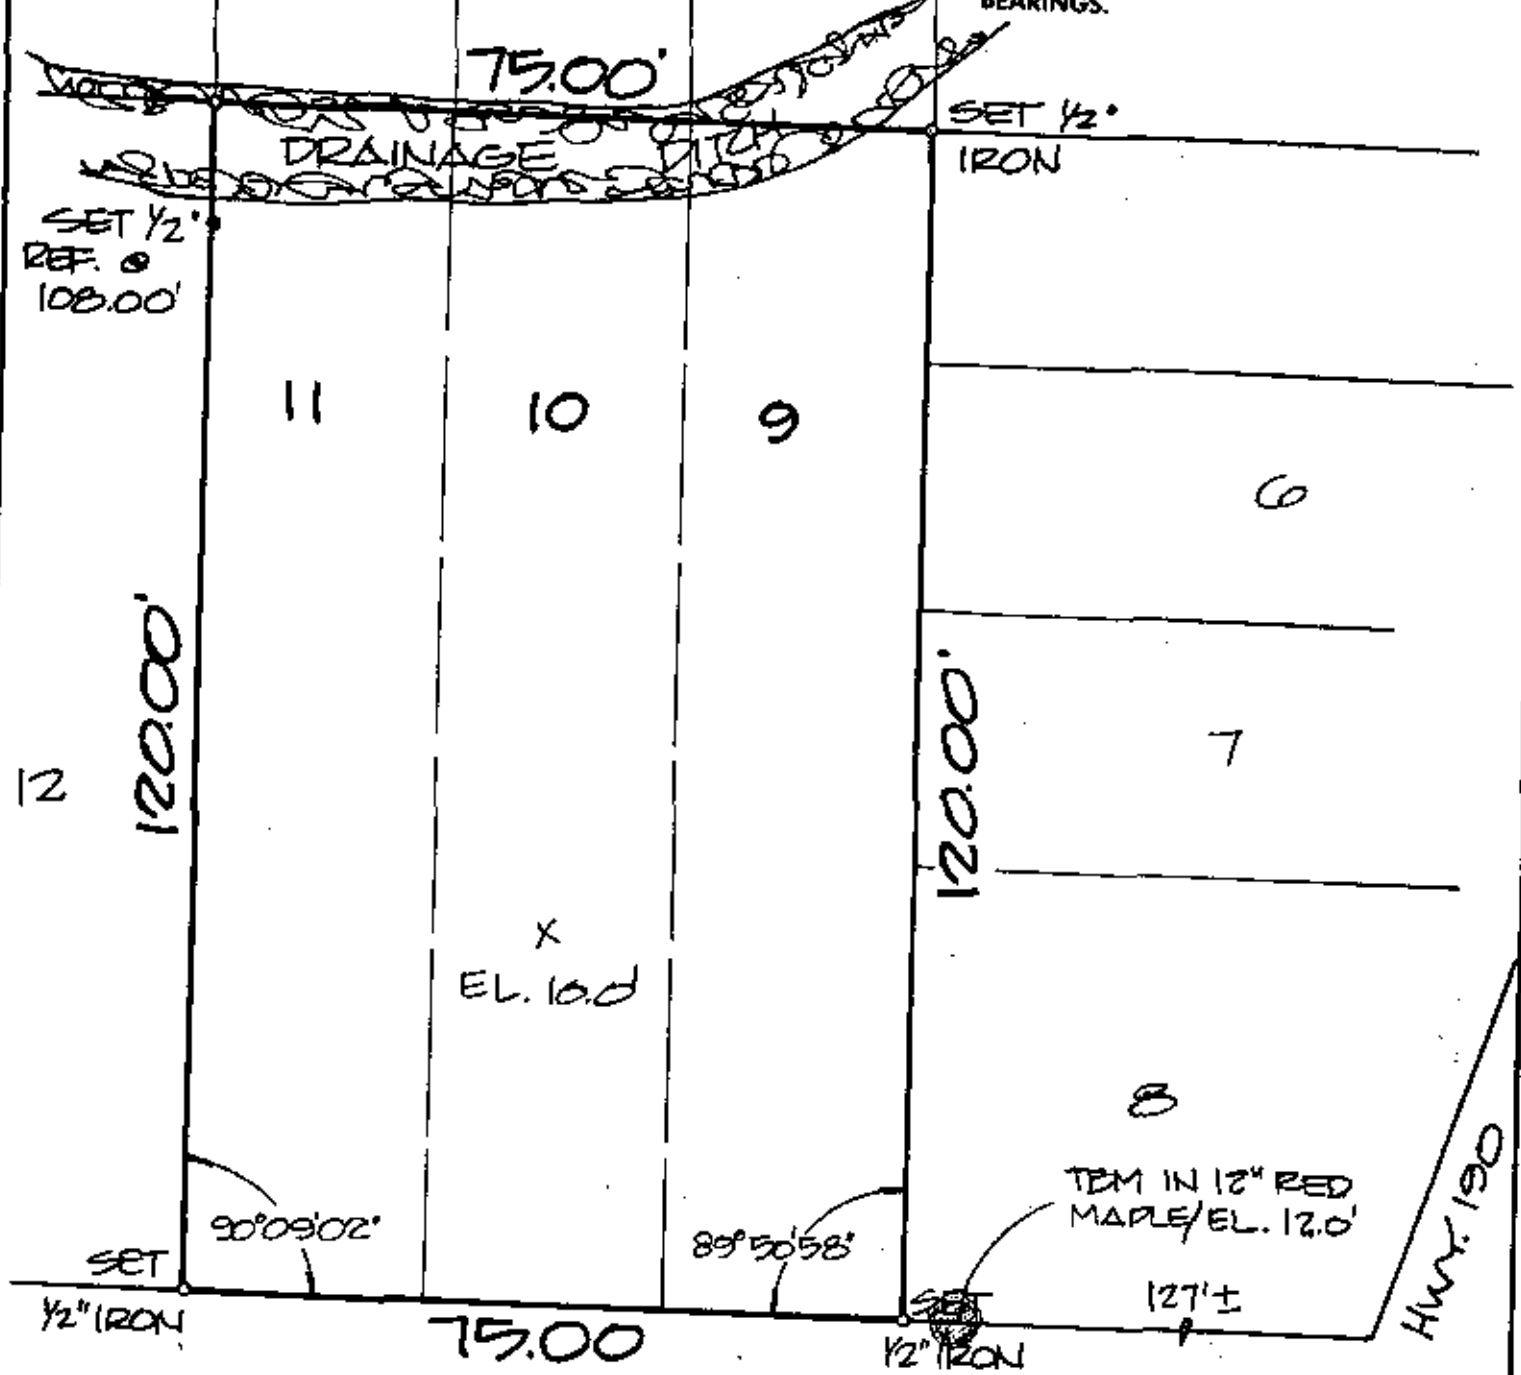 BEARINGS.
75.00'
SET 1/2"
IRON
DRAINAGE DITCH
SET 1/2"
REF. @
108.00'
11
10
9
6
120.00'
120.00'
7
12
X
EL. 10.0'
8
TBM IN 12" RED
MAPLE/EL. 12.0'
HWY. 190
90°09'02"
89°50'58"
SET
1/2" IRON
75.00
SET
1/2" IRON
127'±